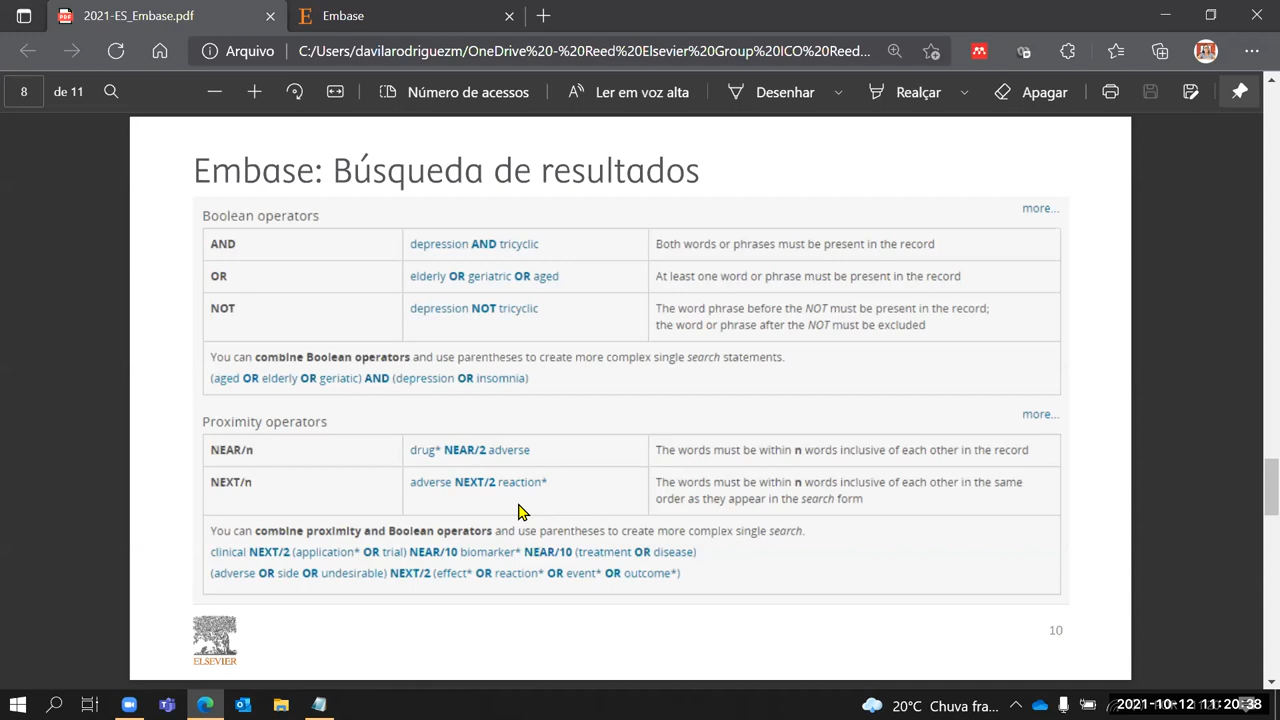 2021-ES_Embase.pdf
Embase
Arquivo C:/Users/davilarodriguezm/OneDrive%20-%20Reed%20Elsevier%20Group%20ICO%20Reed...
8 de 11 Número de acessos Ler em voz alta Desenhar Realçar Apagar
Embase: Búsqueda de resultados
Boolean operators more...
AND depression AND tricyclic Both words or phrases must be present in the record
OR elderly OR geriatric OR aged At least one word or phrase must be present in the record
NOT depression NOT tricyclic The word phrase before the NOT must be present in the record;
the word or phrase after the NOT must be excluded
You can combine Boolean operators and use parentheses to create more complex single search statements.
(aged OR elderly OR geriatic) AND (depression OR insomnia)
Proximity operators more...
NEAR/n drug* NEAR/2 adverse The words must be within n words inclusive of each other in the record
NEXT/n adverse NEXT/2 reaction* The words must be within n words inclusive of each other in the same
order as they appear in the search form
You can combine proximity and Boolean operators and use parentheses to create more complex single search.
clinical NEXT/2 (application* OR trial) NEAR/10 biomarker* NEAR/10 (treatment OR disease)
(adverse OR side OR undesirable) NEXT/2 (effect* OR reaction* OR event* OR outcome*)
ELSEVIER
10
20°C Chuva fra... 2021-10-12 11:20:38